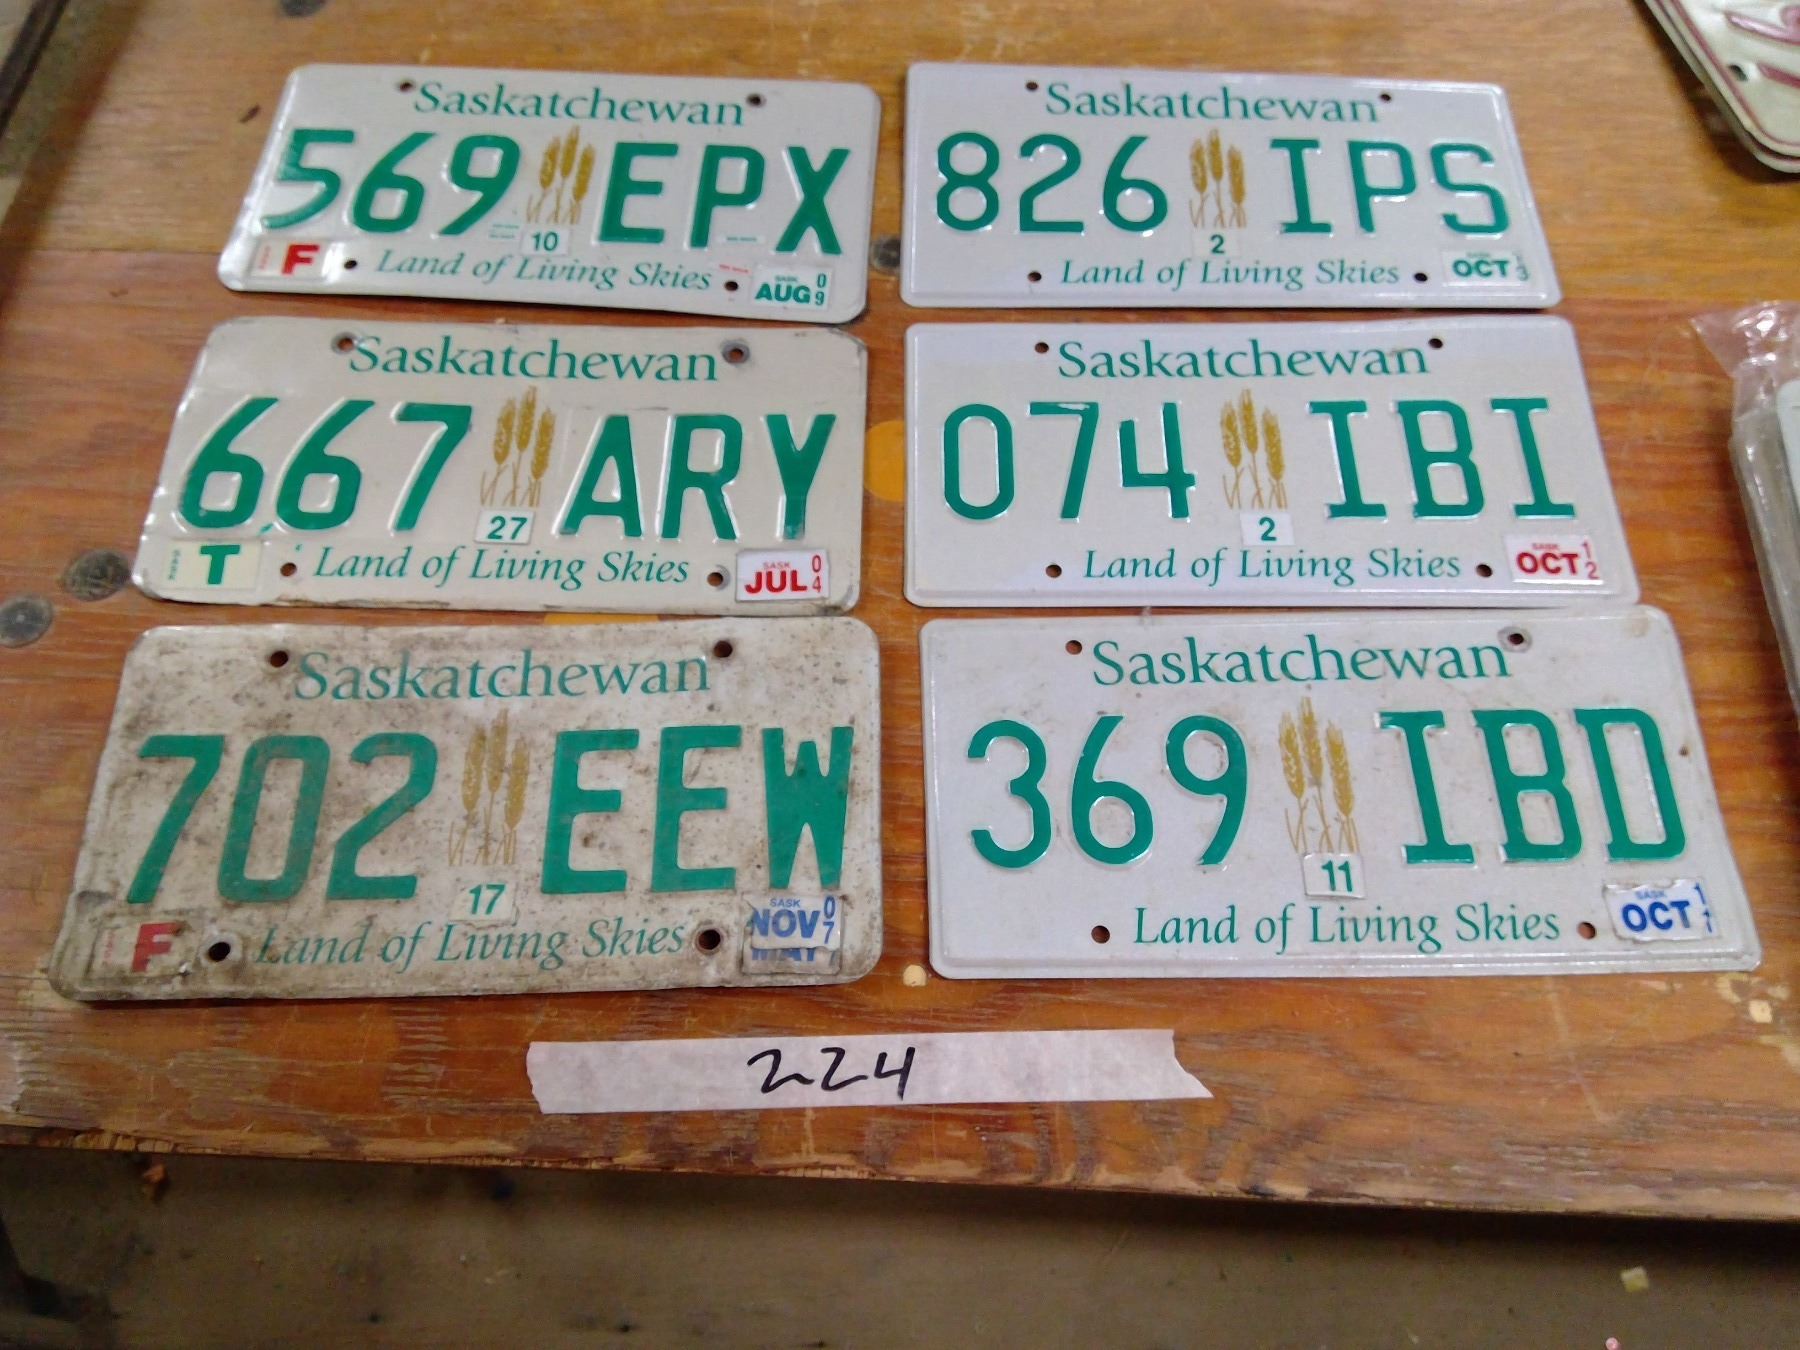 Saskatchewan
569 EPX
10
F
Land of Living Skies
SASK
AUG 09
Saskatchewan
826 IPS
2
Land of Living Skies
OCT 13
Saskatchewan
667 ARY
27
T
Land of Living Skies
SASK
JUL 04
Saskatchewan
074 IBI
2
Land of Living Skies
SASK
OCT 12
Saskatchewan
702 EEW
17
F
Land of Living Skies
SASK
NOV 07
MAY
Saskatchewan
369 IBD
11
Land of Living Skies
SASK
OCT 11
224